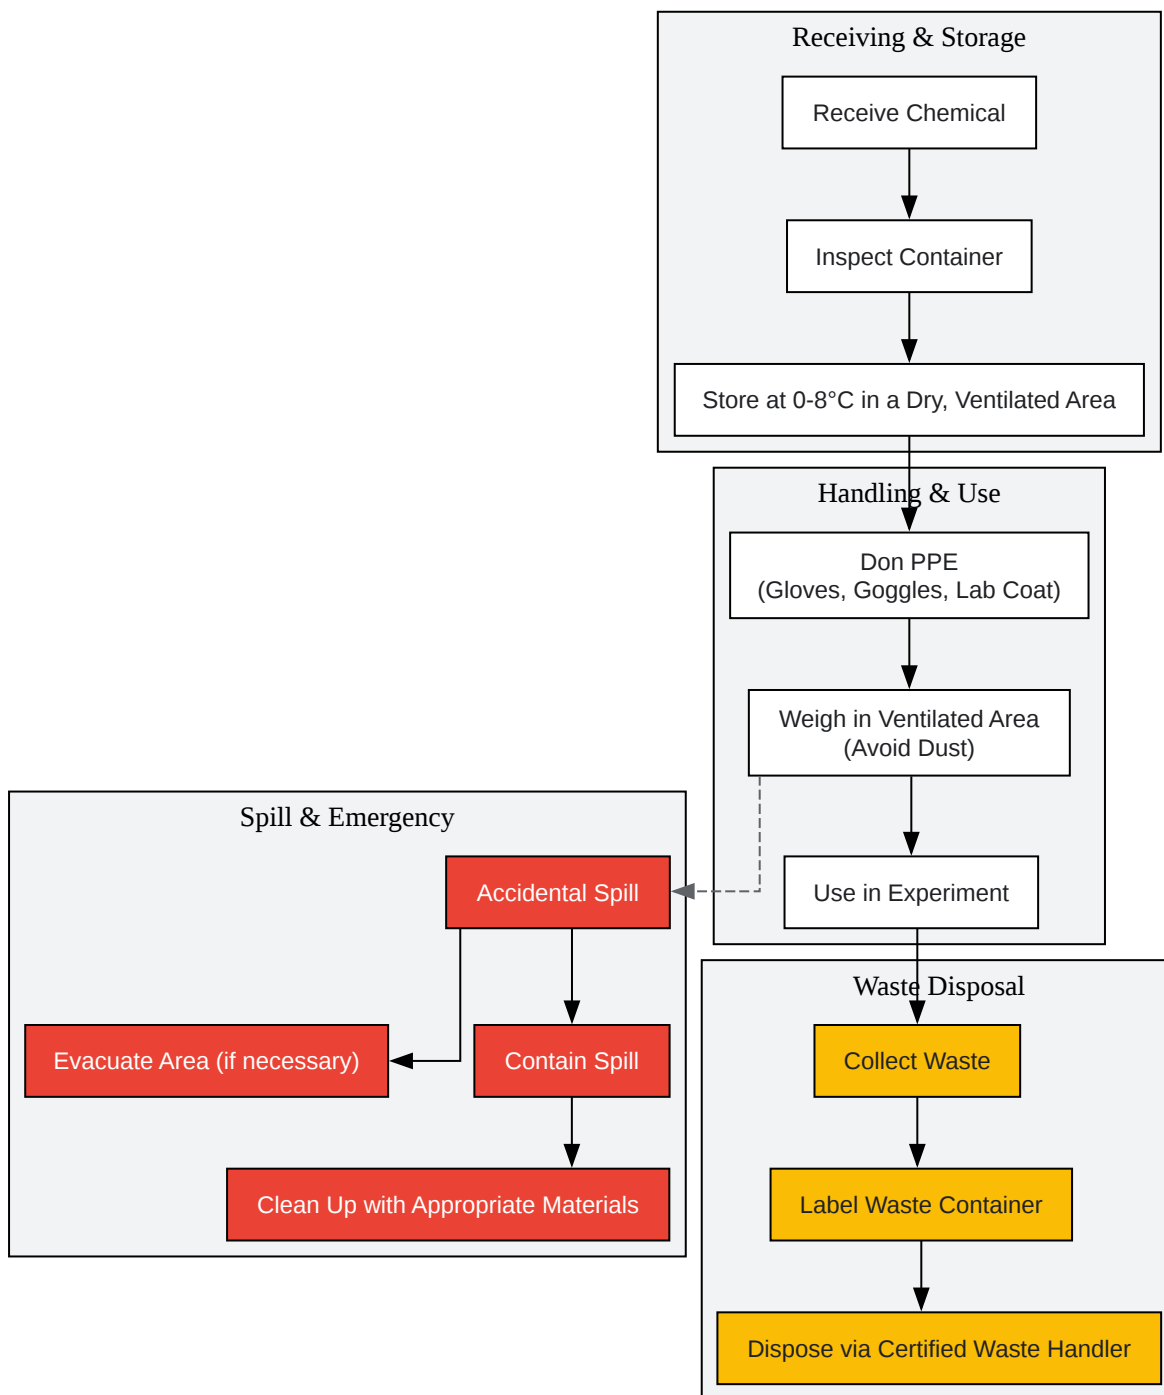 Receiving & Storage
Receive Chemical
Inspect Container
Store at 0-8°C in a Dry, Ventilated Area
Handling & Use
Don PPE
(Gloves, Goggles, Lab Coat)
Weigh in Ventilated Area
(Avoid Dust)
Use in Experiment
Spill & Emergency
Accidental Spill
Evacuate Area (if necessary)
Contain Spill
Clean Up with Appropriate Materials
Waste Disposal
Collect Waste
Label Waste Container
Dispose via Certified Waste Handler